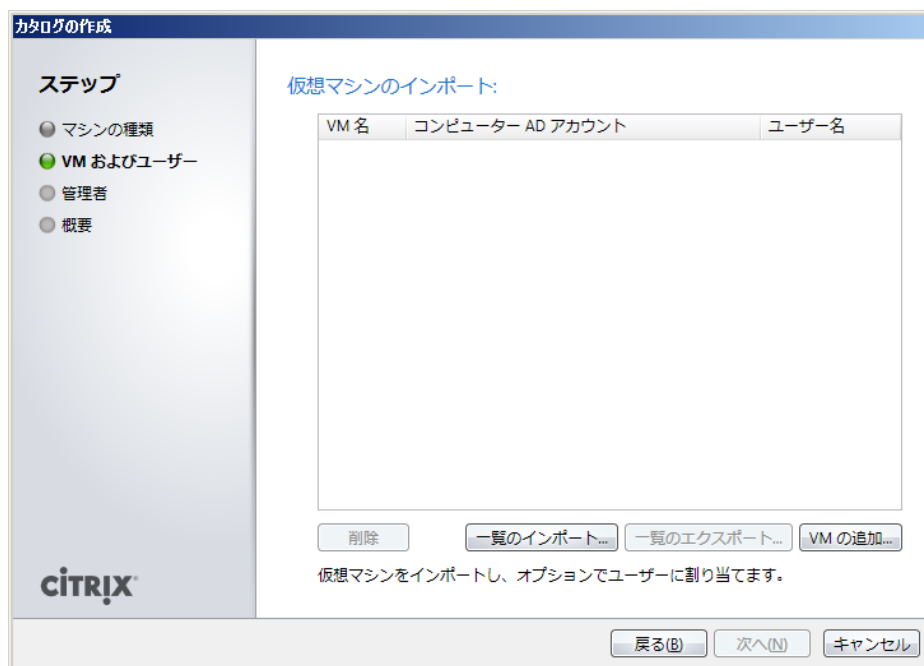 カタログの作成
ステップ
マシンの種類
VM およびユーザー
管理者
概要
仮想マシンのインポート:
VM 名 コンピューター AD アカウント ユーザー名
削除 一覧のインポート... 一覧のエクスポート... VM の追加...
仮想マシンをインポートし、オプションでユーザーに割り当てます。
CITRIX
戻る(B) 次へ(N) キャンセル